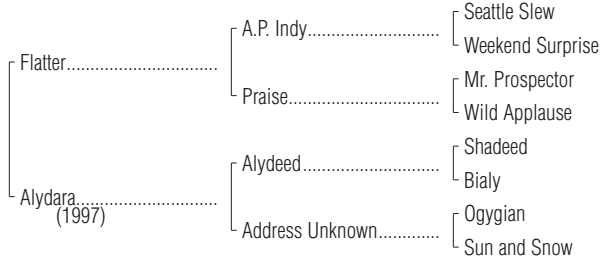 Seattle Slew
A.P. Indy..............................
Weekend Surprise
Flatter..................................
Mr. Prospector
Praise..................................
Wild Applause
Shadeed
Alydeed...............................
Bialy
Alydara................................
(1997)
Ogygian
Address Unknown.............
Sun and Snow